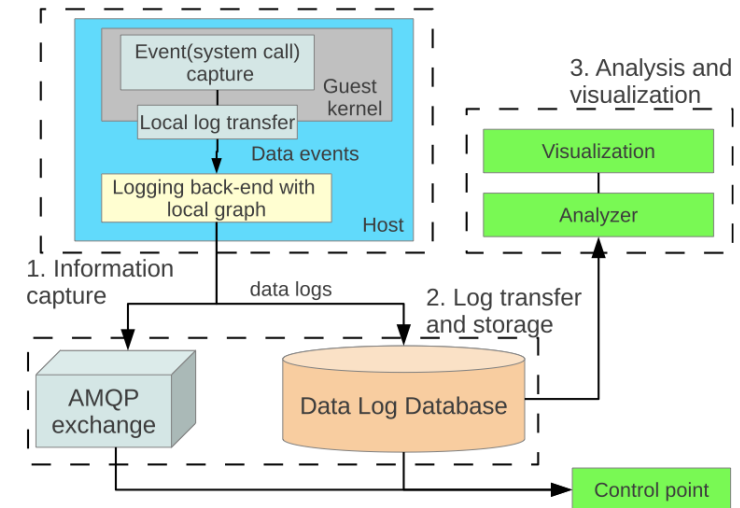 Event(system call)
capture
Guest
kernel
Local log transfer
Data events
Logging back-end with
local graph
Host
1. Information
capture
3. Analysis and
visualization
Visualization
Analyzer
data logs
2. Log transfer
and storage
AMQP
exchange
Data Log Database
Control point